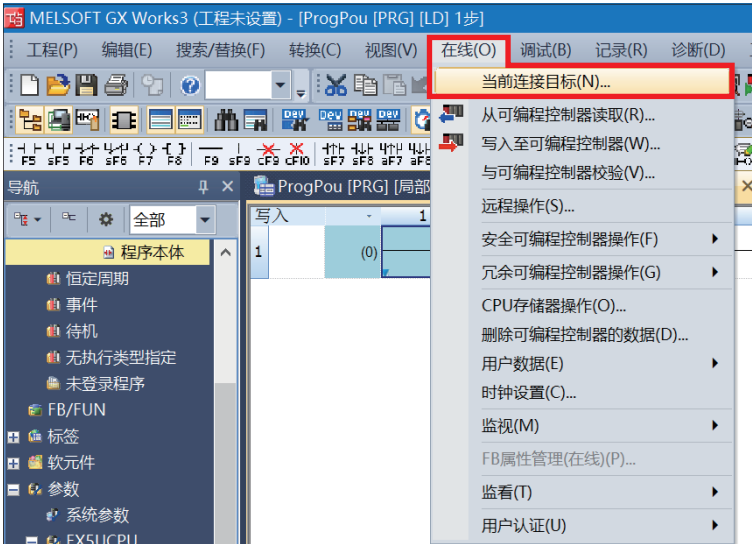 MELSOFT GX Works3 (工程未设置) - [ProgPou [PRG] [LD] 1步]
工程(P) 编辑(E) 搜索/替换(F) 转换(C) 视图(V) 在线(O) 调试(B) 记录(R) 诊断(D)
当前连接目标(N)...
从可编程控制器读取(R)...
写入至可编程控制器(W)...
与可编程控制器校验(V)...
远程操作(S)...
安全可编程控制器操作(F)
冗余可编程控制器操作(G)
CPU存储器操作(O)...
删除可编程控制器的数据(D)...
用户数据(E)
时钟设置(C)...
监视(M)
FB属性管理(在线)(P)...
监看(T)
用户认证(U)
F5 sF5 F6 sF6 F7 F8 F9 sF9 cF9 cF10 sF7 sF8 aF7 aF8
导航
全部
程序本体
恒定周期
事件
待机
无执行类型指定
未登录程序
FB/FUN
标签
软元件
参数
系统参数
FX5UCPU
ProgPou [PRG] [局部
写入 1
1 (0)